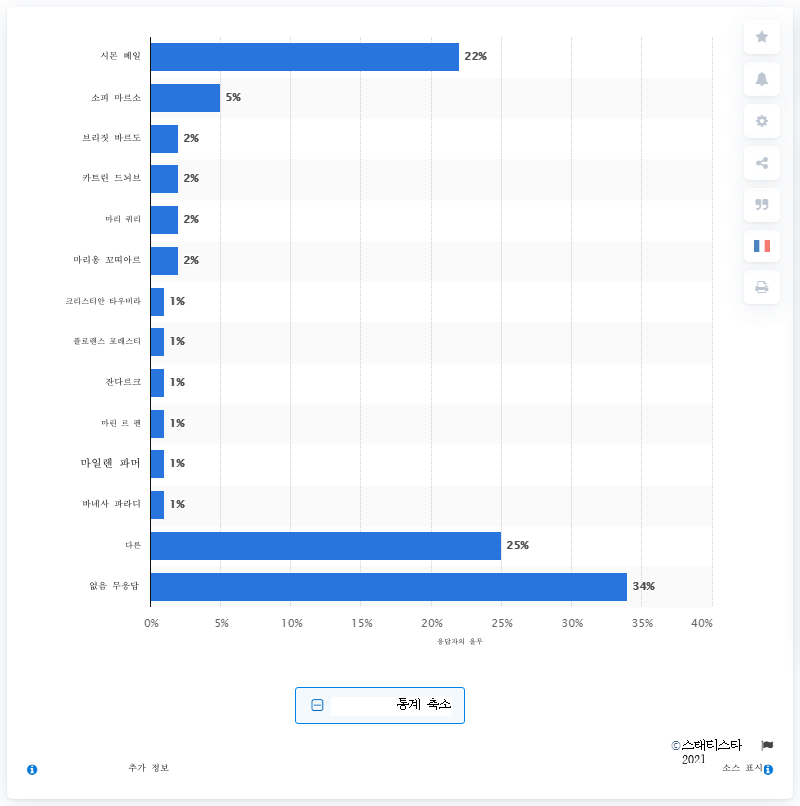 시몬 베일 22%
소피 마르소 5%
브리짓 바르도 2%
카트린 드뇌브 2%
마리 퀴리 2%
마리옹 꼬띠아르 2%
크리스티안 타우비라 1%
플로렌스 포레스티 1%
잔다르크 1%
마린 르 펜 1%
마일렌 파머 1%
바네사 파라디 1%
다른 25%
없음 무응답 34%
0% 5% 10% 15% 20% 25% 30% 35% 40%
응답자의 율두
통계 축소
©스태티스타
2021
추가 정보 소스 표시